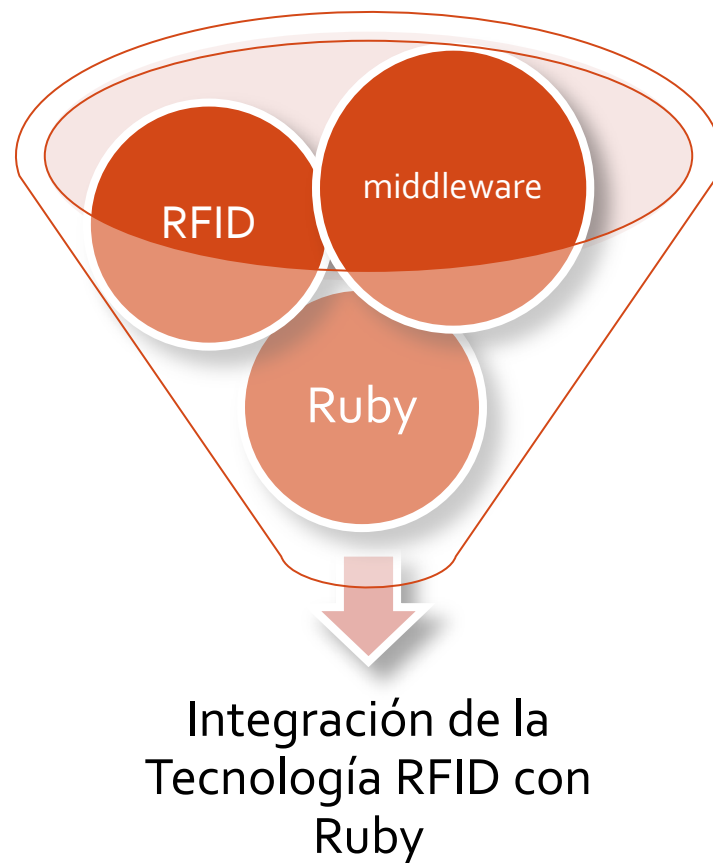 RFID
middleware
Ruby
Integración de la
Tecnología RFID con
Ruby